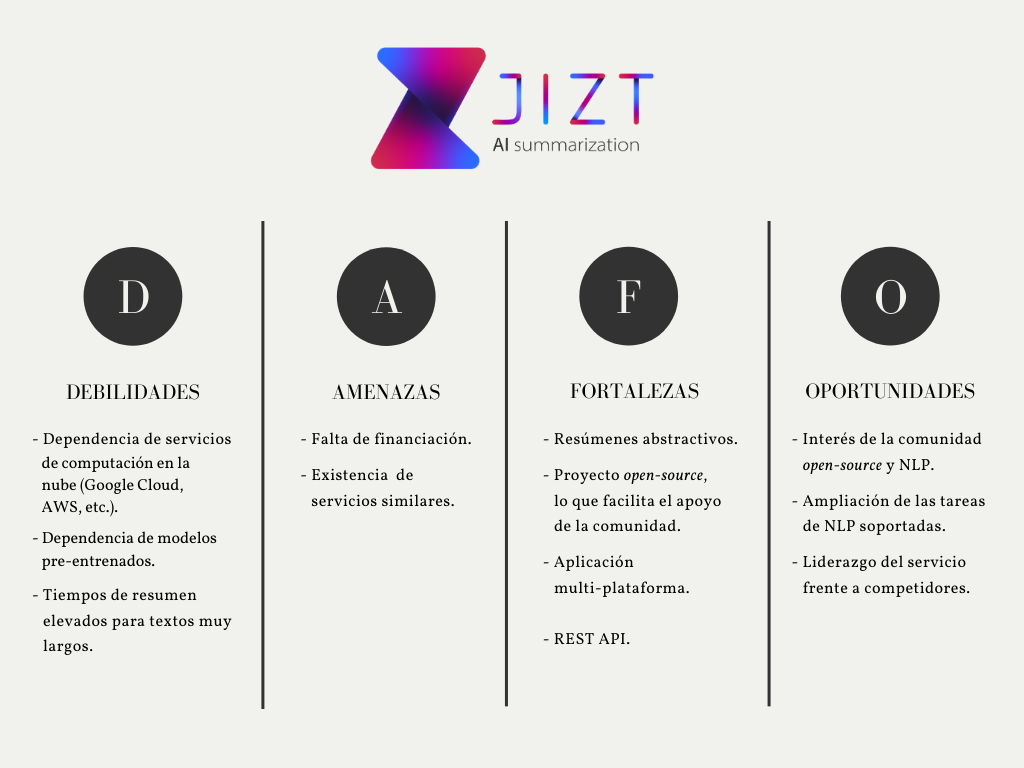 JIZT
AI summarization
D
DEBILIDADES
- Dependencia de servicios
de computación en la
nube (Google Cloud,
AWS, etc.).
- Dependencia de modelos
pre-entrenados.
- Tiempos de resumen
elevados para textos muy
largos.
A
AMENAZAS
- Falta de financiación.
- Existencia de
servicios similares.
F
FORTALEZAS
- Resúmenes abstractivos.
- Proyecto open-source,
lo que facilita el apoyo
de la comunidad.
- Aplicación
multi-plataforma.
- REST API.
O
OPORTUNIDADES
- Interés de la comunidad
open-source y NLP.
- Ampliación de las tareas
de NLP soportadas.
- Liderazgo del servicio
frente a competidores.